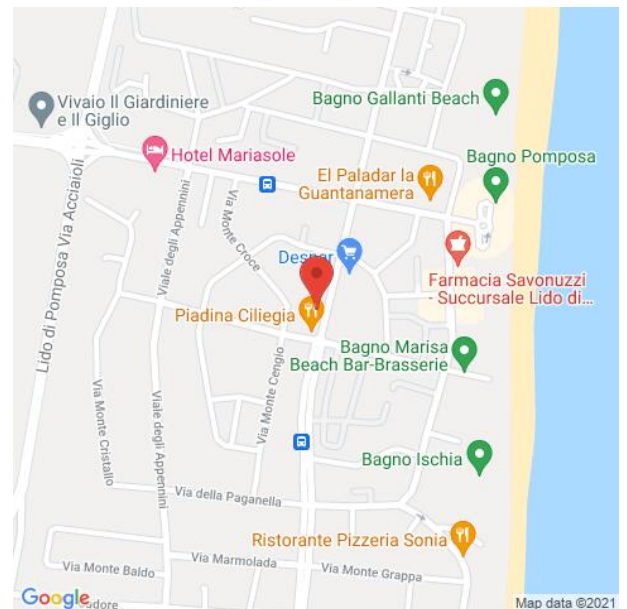 Bagno Gallanti Beach
Vivaio Il Giardiniere
e Il Giglio
Hotel Mariasole
Bagno Pomposa
El Paladar la
Guantanamera
Lido di Pomposa Via Acciaioli
Viale degli Appennini
Via Monte Croce
Despar
Farmacia Savonuzzi
- Succursale Lido di...
Piadina Ciliegia
Bagno Marisa
Beach Bar-Brasserie
Via Monte Cengio
Via Monte Cristallo
Viale degli Appennini
Bagno Ischia
Via della Paganella
Ristorante Pizzeria Sonia
Via Marmolada
Via Monte Baldo
Via Monte Grappa
Google
Map data ©2021